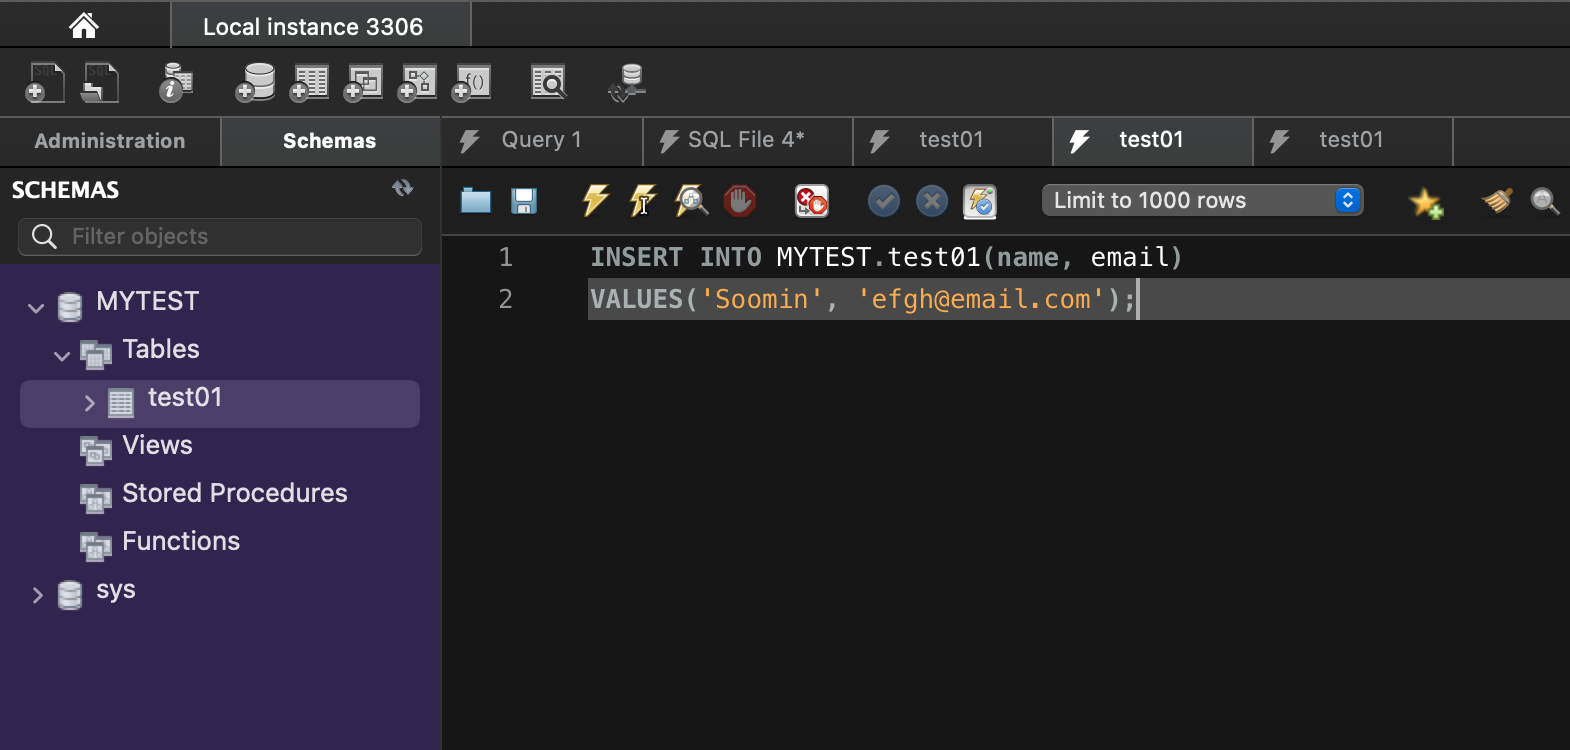 Local instance 3306
SQL SQL f()
Administration Schemas Query 1 SQL File 4* test01 test01 test01
SCHEMAS
Limit to 1000 rows
Filter objects
1 INSERT INTO MYTEST.test01(name, email)
2 VALUES('Soomin', 'efgh@email.com');
MYTEST
Tables
test01
Views
Stored Procedures
Functions
sys